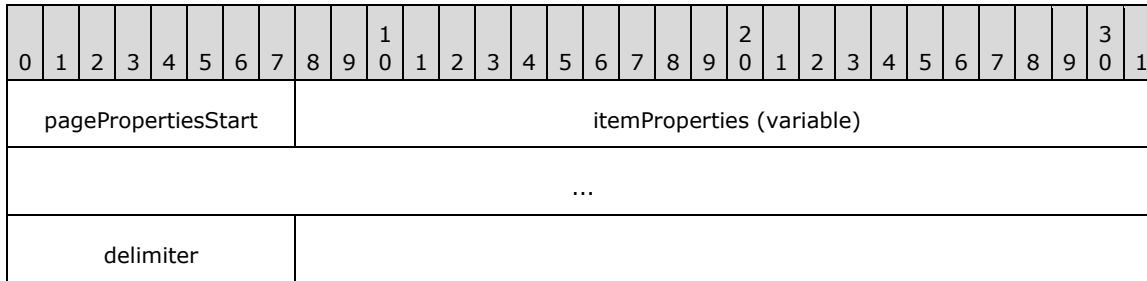 1 2 3
0 1 2 3 4 5 6 7 8 9 0 1 2 3 4 5 6 7 8 9 0 1 2 3 4 5 6 7 8 9 0 1
pagePropertiesStart itemProperties (variable)
...
delimiter